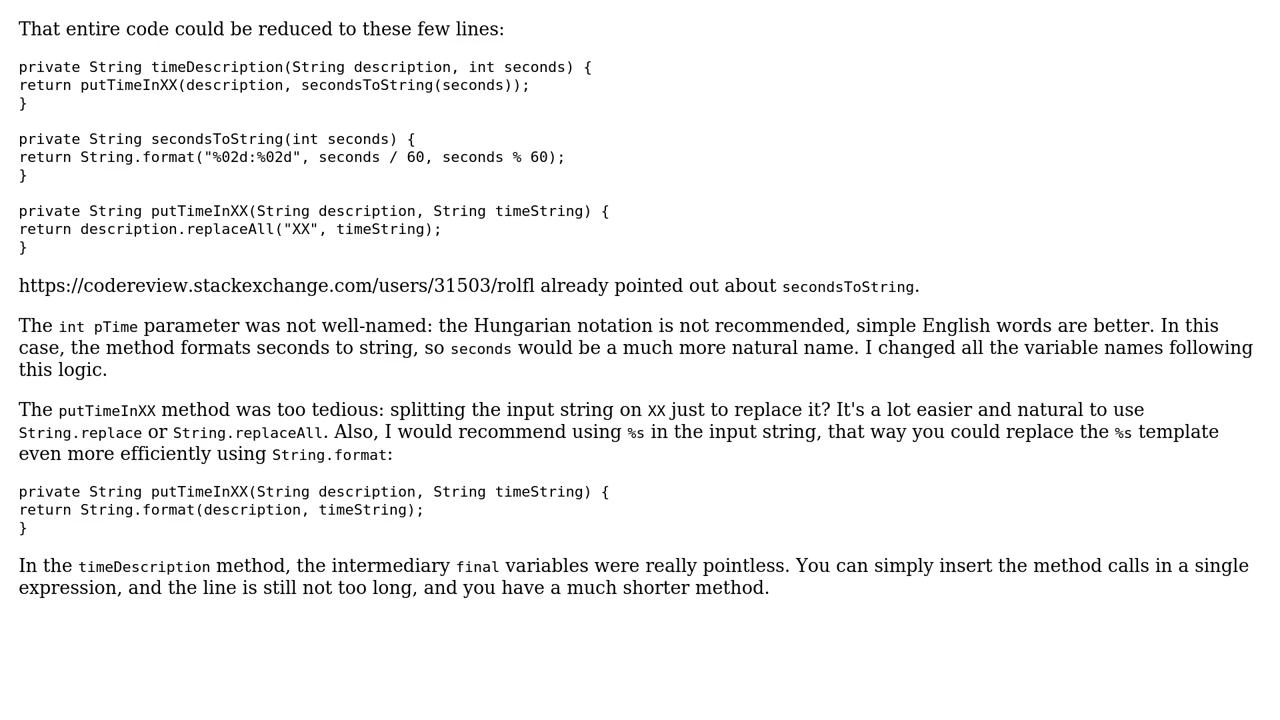 That entire code could be reduced to these few lines:
private String timeDescription(String description, int seconds) {
return putTimeInXX(description, secondsToString(seconds));
}
private String secondsToString(int seconds) {
return String.format("%02d:%02d", seconds / 60, seconds % 60);
}
private String putTimeInXX(String description, String timeString) {
return description.replaceAll("XX", timeString);
}
https://codereview.stackexchange.com/users/31503/rolfl already pointed out about secondsToString.
The int pTime parameter was not well-named: the Hungarian notation is not recommended, simple English words are better. In this
case, the method formats seconds to string, so seconds would be a much more natural name. I changed all the variable names following
this logic.
The putTimeInXX method was too tedious: splitting the input string on XX just to replace it? It's a lot easier and natural to use
String.replace or String.replaceAll. Also, I would recommend using %s in the input string, that way you could replace the %s template
even more efficiently using String.format:
private String putTimeInXX(String description, String timeString) {
return String.format(description, timeString);
}
In the timeDescription method, the intermediary final variables were really pointless. You can simply insert the method calls in a single
expression, and the line is still not too long, and you have a much shorter method.